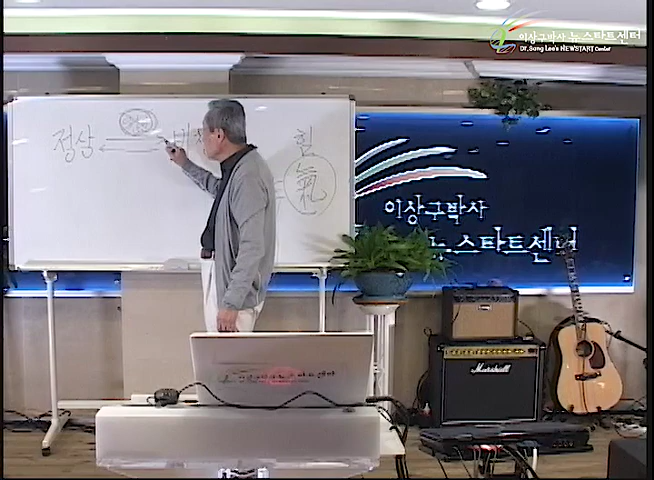 이상구박사 뉴스타트센터
Dr. Sang Lee's NEWSTART Center
정상
힘
氣
이상구박사
뉴스타트센터
Marshall